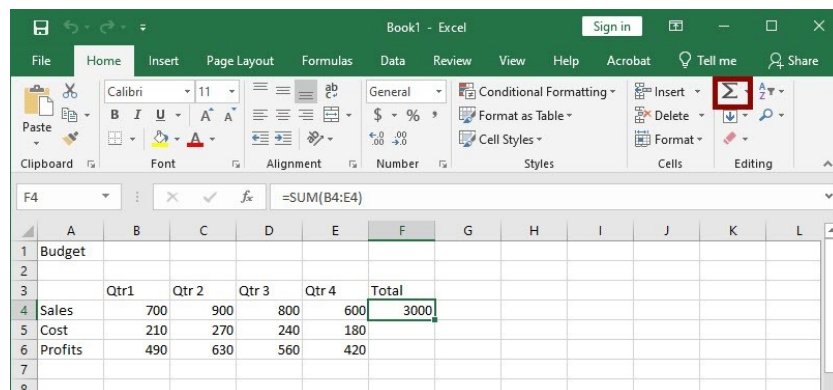 Book1 - Excel Sign in
File Home Insert Page Layout Formulas Data Review View Help Acrobat Tell me Share
Calibri 11 ab General Conditional Formatting Insert Σ A Z
Paste B I U A A $ % , Format as Table Delete
A .00 .00 .0 Cell Styles Format
Clipboard Font Alignment Number Styles Cells Editing
F4 fx =SUM(B4:E4)
A B C D E F G H I J K L
1 Budget
2
3 Qtr1 Qtr 2 Qtr 3 Qtr 4 Total
4 Sales 700 900 800 600 3000
5 Cost 210 270 240 180
6 Profits 490 630 560 420
7
8